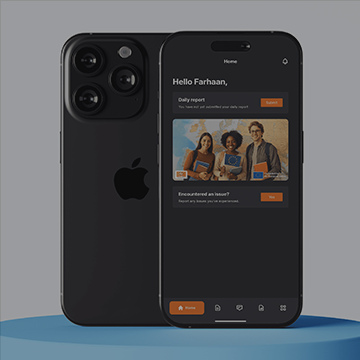 Home
Hello Farhaan,
Daily report
You have not yet submitted your daily report
Submit
Encountered an issue?
Report any issues you've experienced.
Yes
Home